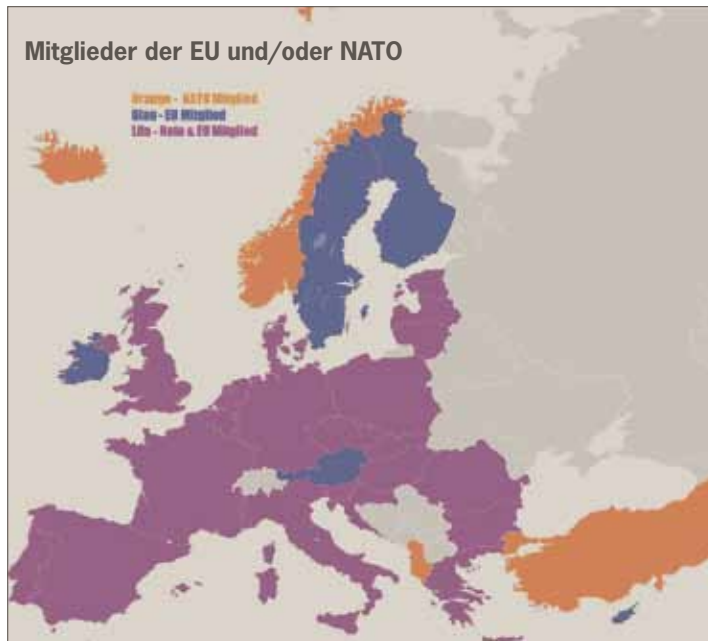 Mitglieder der EU und/oder NATO
Orange - NATO Mitglied
Blau - EU Mitglied
Lila - Nato & EU Mitglied